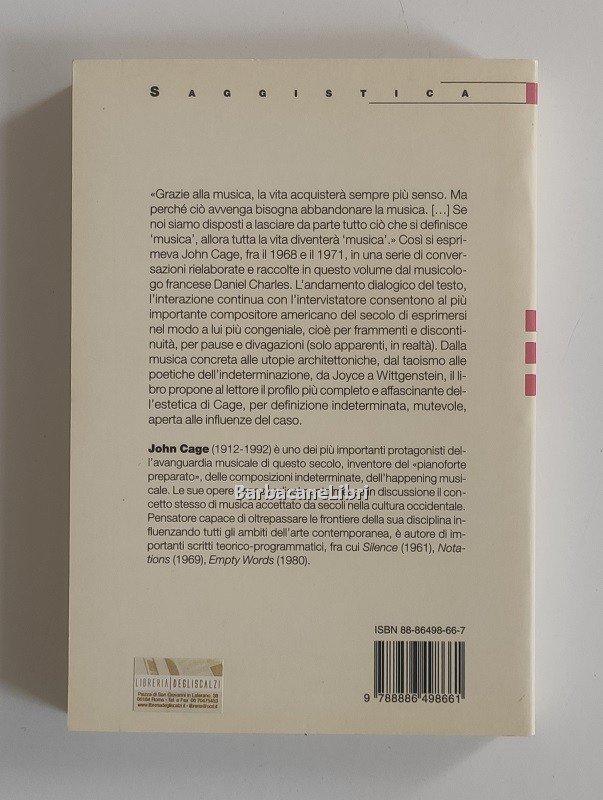 SAGGISTICA
«Grazie alla musica, la vita acquisterà sempre più senso. Ma
perché ciò avvenga bisogna abbandonare la musica. […] Se
noi siamo disposti a lasciare da parte tutto ciò che si definisce
'musica', allora tutta la vita diventerà 'musica'.» Così si espri-
meva John Cage, fra il 1968 e il 1971, in una serie di conver-
sazioni rielaborate e raccolte in questo volume dal musicolo-
go francese Daniel Charles. L'andamento dialogico del testo,
l'interazione continua con l'intervistatore consentono al più
importante compositore americano del secolo di esprimersi
nel modo a lui più congeniale, cioè per frammenti e disconti-
nuità, per pause e divagazioni (solo apparenti, in realtà). Dalla
musica concreta alle utopie architettoniche, dal taoismo alle
poetiche dell'indeterminazione, da Joyce a Wittgenstein, il li-
bro propone al lettore il profilo più completo e affascinante del-
l'estetica di Cage, per definizione indeterminata, mutevole,
aperta alle influenze del caso.
John Cage (1912-1992) è uno dei più importanti protagonisti del-
l'avanguardia musicale di questo secolo, inventore del «pianoforte
preparato», delle composizioni indeterminate, dell'happening musi-
cale. Le sue opere in discussione il con-
BarbacaneLibri
cetto stesso di musica accettato da secoli nella cultura occidentale.
Pensatore capace di oltrepassare le frontiere della sua disciplina in-
fluenzando tutti gli ambiti dell'arte contemporanea, è autore di im-
portanti scritti teorico-programmatici, fra cui Silence (1961), Nota-
tions (1969), Empty Words (1980).
ISBN 88-86498-66-7
9 788886 498661
LIBRERIA DEGLISCALZI
Piazza di San Giovanni in Laterano, 58